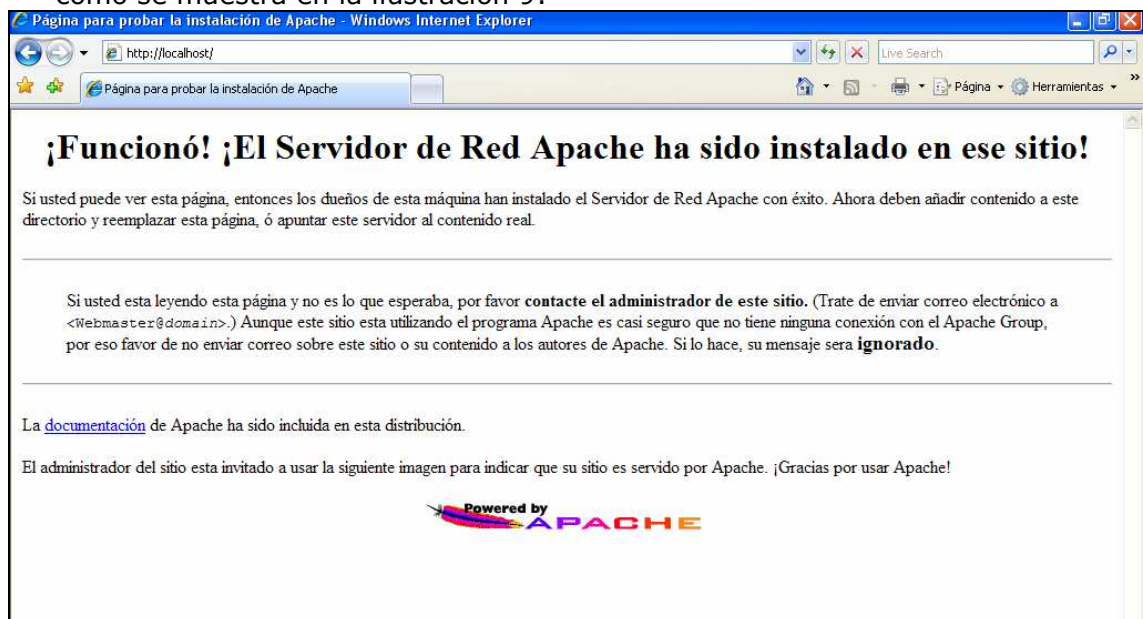 como se muestra en la ilustración 9.
Página para probar la instalación de Apache - Windows Internet Explorer
http://localhost/
Live Search
Página para probar la instalación de Apache
Página
Herramientas
»
¡Funcionó! ¡El Servidor de Red Apache ha sido instalado en ese sitio!
Si usted puede ver esta página, entonces los dueños de esta máquina han instalado el Servidor de Red Apache con éxito. Ahora deben añadir contenido a este
directorio y reemplazar esta página, ó apuntar este servidor al contenido real.
Si usted esta leyendo esta página y no es lo que esperaba, por favor contacte el administrador de este sitio. (Trate de enviar correo electrónico a
<Webmaster@domain>.) Aunque este sitio esta utilizando el programa Apache es casi seguro que no tiene ninguna conexión con el Apache Group,
por eso favor de no enviar correo sobre este sitio o su contenido a los autores de Apache. Si lo hace, su mensaje sera ignorado.
La documentación de Apache ha sido incluida en esta distribución.
El administrador del sitio esta invitado a usar la siguiente imagen para indicar que su sitio es servido por Apache. ¡Gracias por usar Apache!
Powered by
APACHE